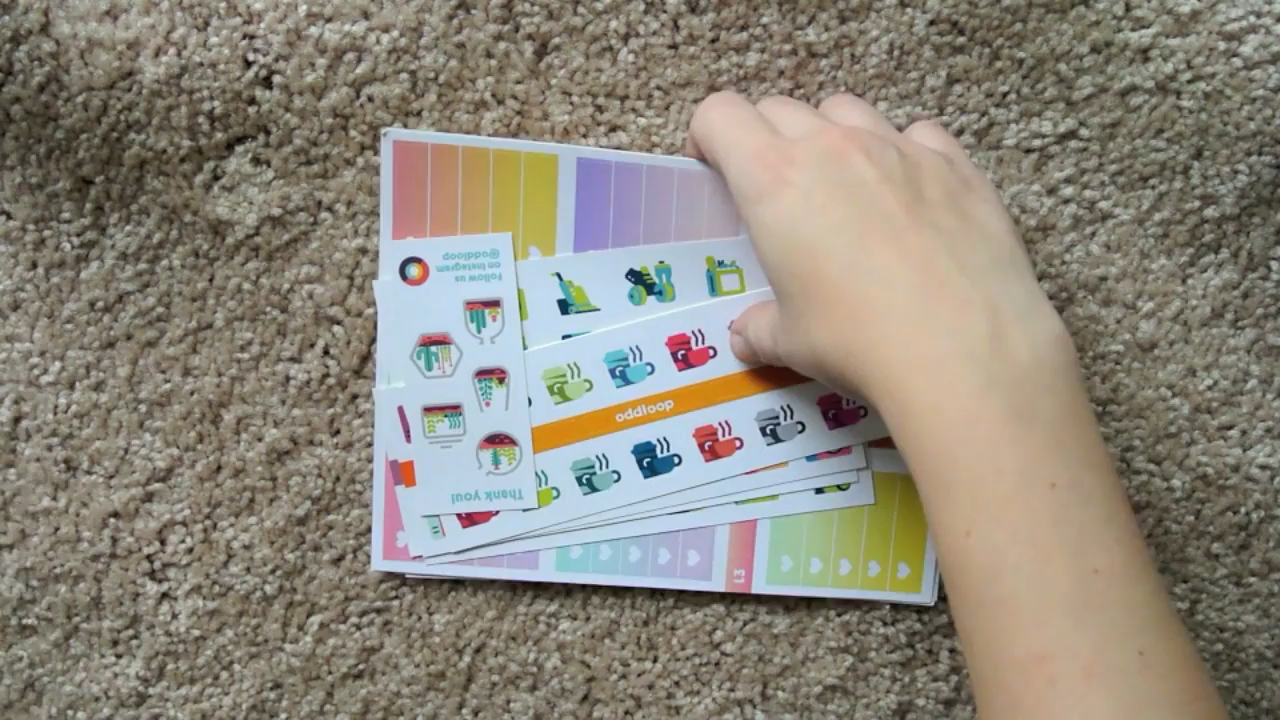 Follow us
on Instagram
@oddloop
oddloop
Thank you!
L3